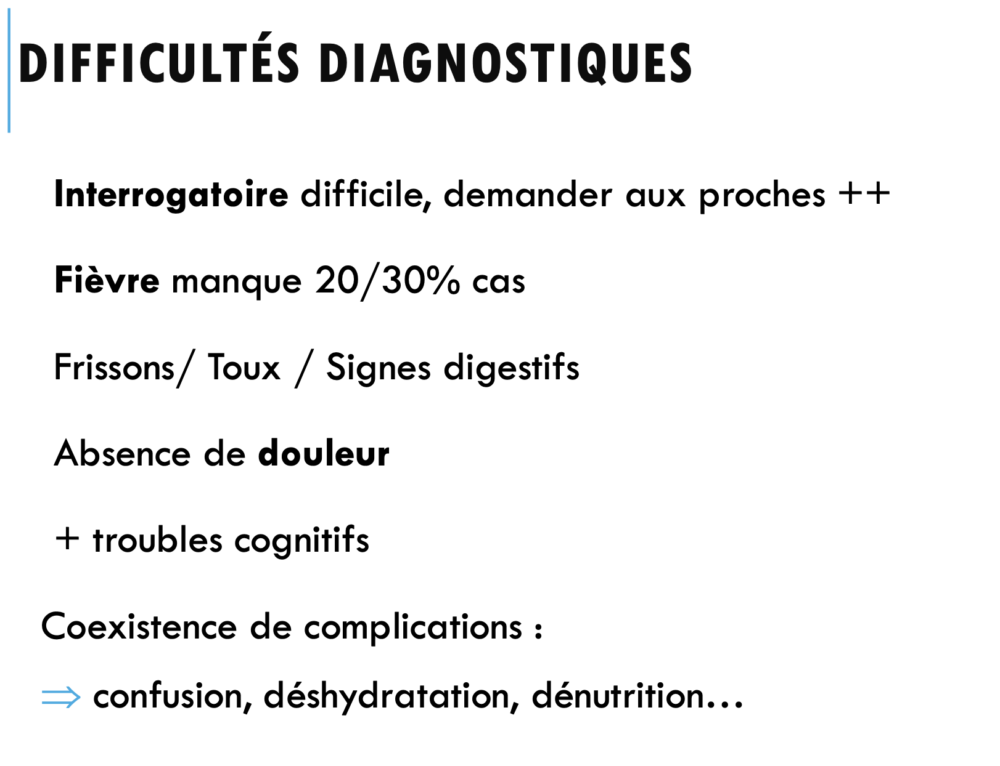 DIFFICULTÉS DIAGNOSTIQUES
Interrogatoire difficile, demander aux proches ++
Fièvre manque 20/30% cas
Frissons/ Toux / Signes digestifs
Absence de douleur
+ troubles cognitifs
Coexistence de complications :
⇒ confusion, déshydratation, dénutrition…